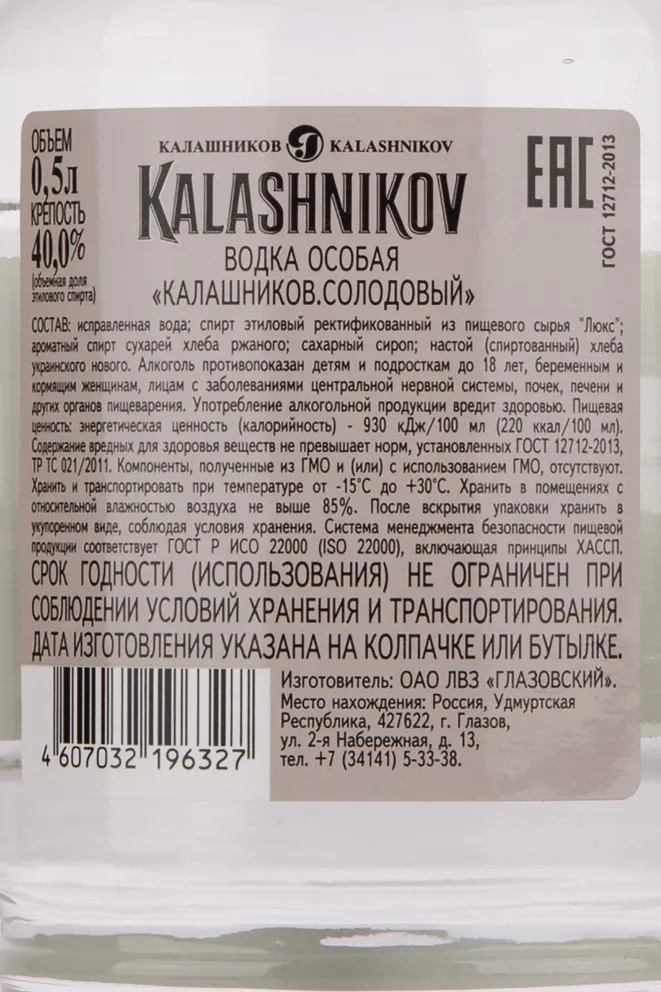 ОБЪЕМ
0,5л
КРЕПОСТЬ
40,0%
(объемная доля
этилового спирта)
КАЛАШНИКОВ KALASHNIKOV
KALASHNIKOV
ВОДКА ОСОБАЯ
«КАЛАШНИКОВ.СОЛОДОВЫЙ»
ЕАС
ГОСТ 12712-2013
СОСТАВ: исправленная вода; спирт этиловый ректификованный из пищевого сырья "Люкс";
ароматный спирт сухарей хлеба ржаного; сахарный сироп; настой (спиртованный) хлеба
украинского нового. Алкоголь противопоказан детям и подросткам до 18 лет, беременным и
кормящим женщинам, лицам с заболеваниями центральной нервной системы, почек, печени и
других органов пищеварения. Употребление алкогольной продукции вредит здоровью. Пищевая
ценность: энергетическая ценность (калорийность) - 930 кДж/100 мл (220 ккал/100 мл).
Содержание вредных для здоровья веществ не превышает норм, установленных ГОСТ 12712-2013,
ТР ТС 021/2011. Компоненты, полученные из ГМО и (или) с использованием ГМО, отсутствуют.
Хранить и транспортировать при температуре от -15°С до +30°С. Хранить в помещениях с
относительной влажностью воздуха не выше 85%. После вскрытия упаковки хранить в
укупоренном виде, соблюдая условия хранения. Система менеджмента безопасности пищевой
продукции соответствует ГОСТ Р ИСО 22000 (ISO 22000), включающая принципы ХАССП.
СРОК ГОДНОСТИ (ИСПОЛЬЗОВАНИЯ) НЕ ОГРАНИЧЕН ПРИ
СОБЛЮДЕНИИ УСЛОВИЙ ХРАНЕНИЯ И ТРАНСПОРТИРОВАНИЯ.
ДАТА ИЗГОТОВЛЕНИЯ УКАЗАНА НА КОЛПАЧКЕ ИЛИ БУТЫЛКЕ.
4 607032 196327
Изготовитель: ОАО ЛВЗ «ГЛАЗОВСКИЙ».
Место нахождения: Россия, Удмуртская
Республика, 427622, г. Глазов,
ул. 2-я Набережная, д. 13,
тел. +7 (34141) 5-33-38.